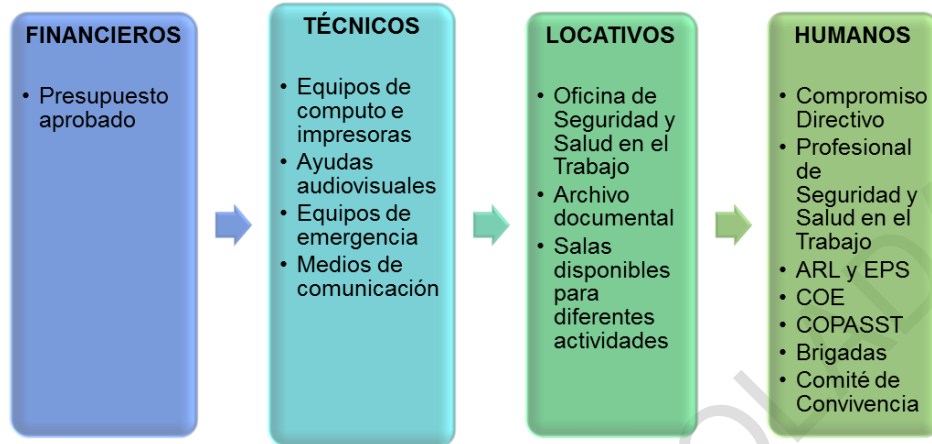 FINANCIEROS
• Presupuesto
aprobado
TÉCNICOS
• Equipos de
computo e
impresoras
• Ayudas
audiovisuales
• Equipos de
emergencia
• Medios de
comunicación
LOCATIVOS
• Oficina de
Seguridad y
Salud en el
Trabajo
• Archivo
documental
• Salas
disponibles
para
diferentes
actividades
HUMANOS
• Compromiso
Directivo
• Profesional
de
Seguridad y
Salud en el
Trabajo
• ARL y EPS
• COE
• COPASST
• Brigadas
• Comité de
Convivencia